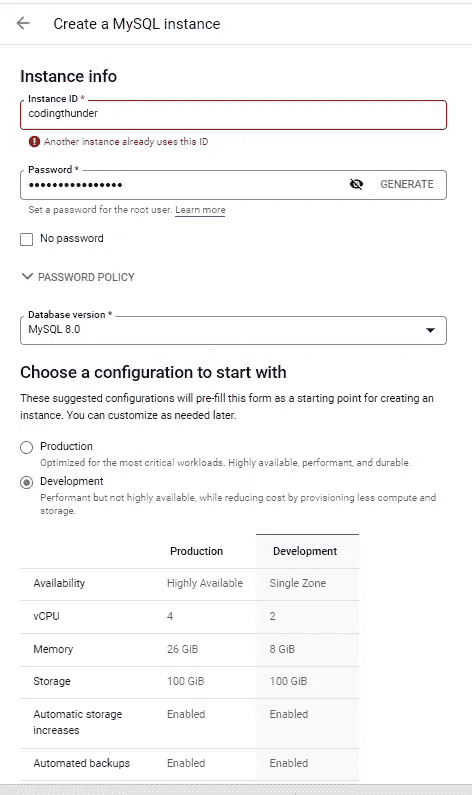 Create a MySQL instance
Instance info
Instance ID *
codingthunder
Another instance already uses this ID
Password *
••••••••••••••••
GENERATE
Set a password for the root user. Learn more
No password
PASSWORD POLICY
Database version *
MySQL 8.0
Choose a configuration to start with
These suggested configurations will pre-fill this form as a starting point for creating an
instance. You can customize as needed later.
Production
Optimized for the most critical workloads. Highly available, performant, and durable.
Development
Performant but not highly available, while reducing cost by provisioning less compute and
storage.
Production Development
Availability Highly Available Single Zone
vCPU 4 2
Memory 26 GiB 8 GiB
Storage 100 GiB 100 GiB
Automatic storage Enabled Enabled
increases
Automated backups Enabled Enabled